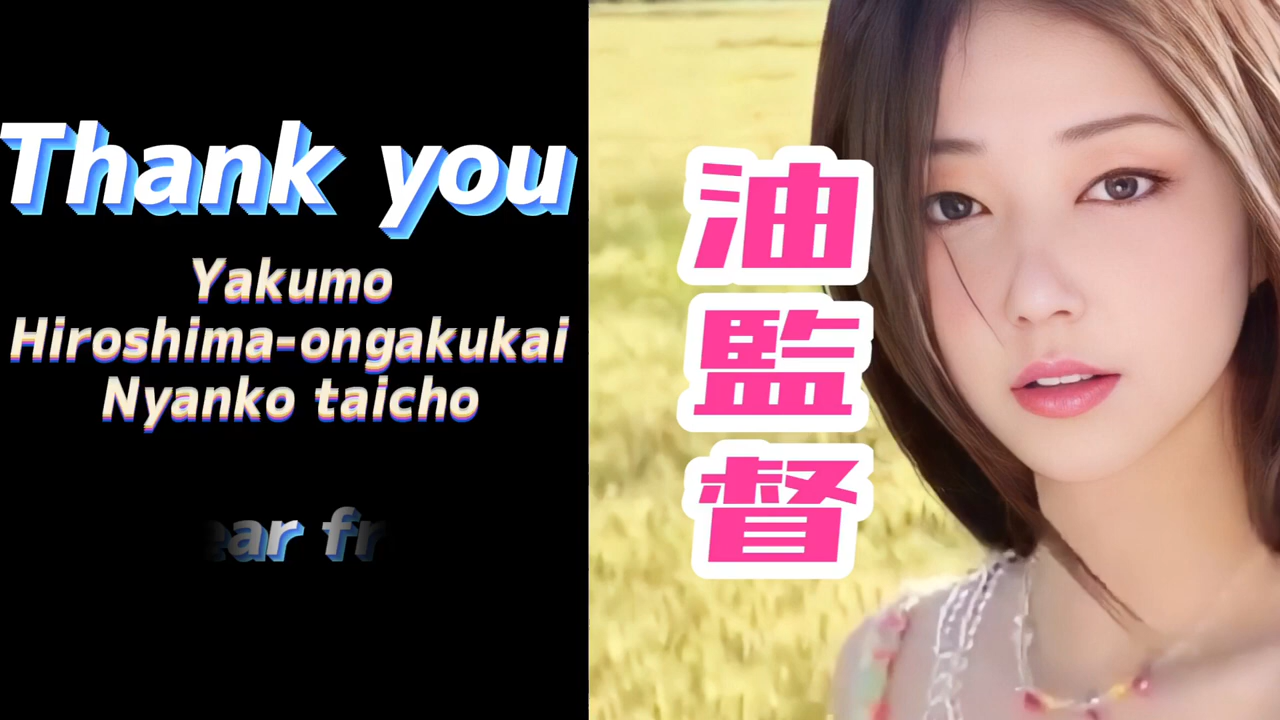 Thank you
Yakumo
Hiroshima-ongakukai
Nyanko taicho
油監督